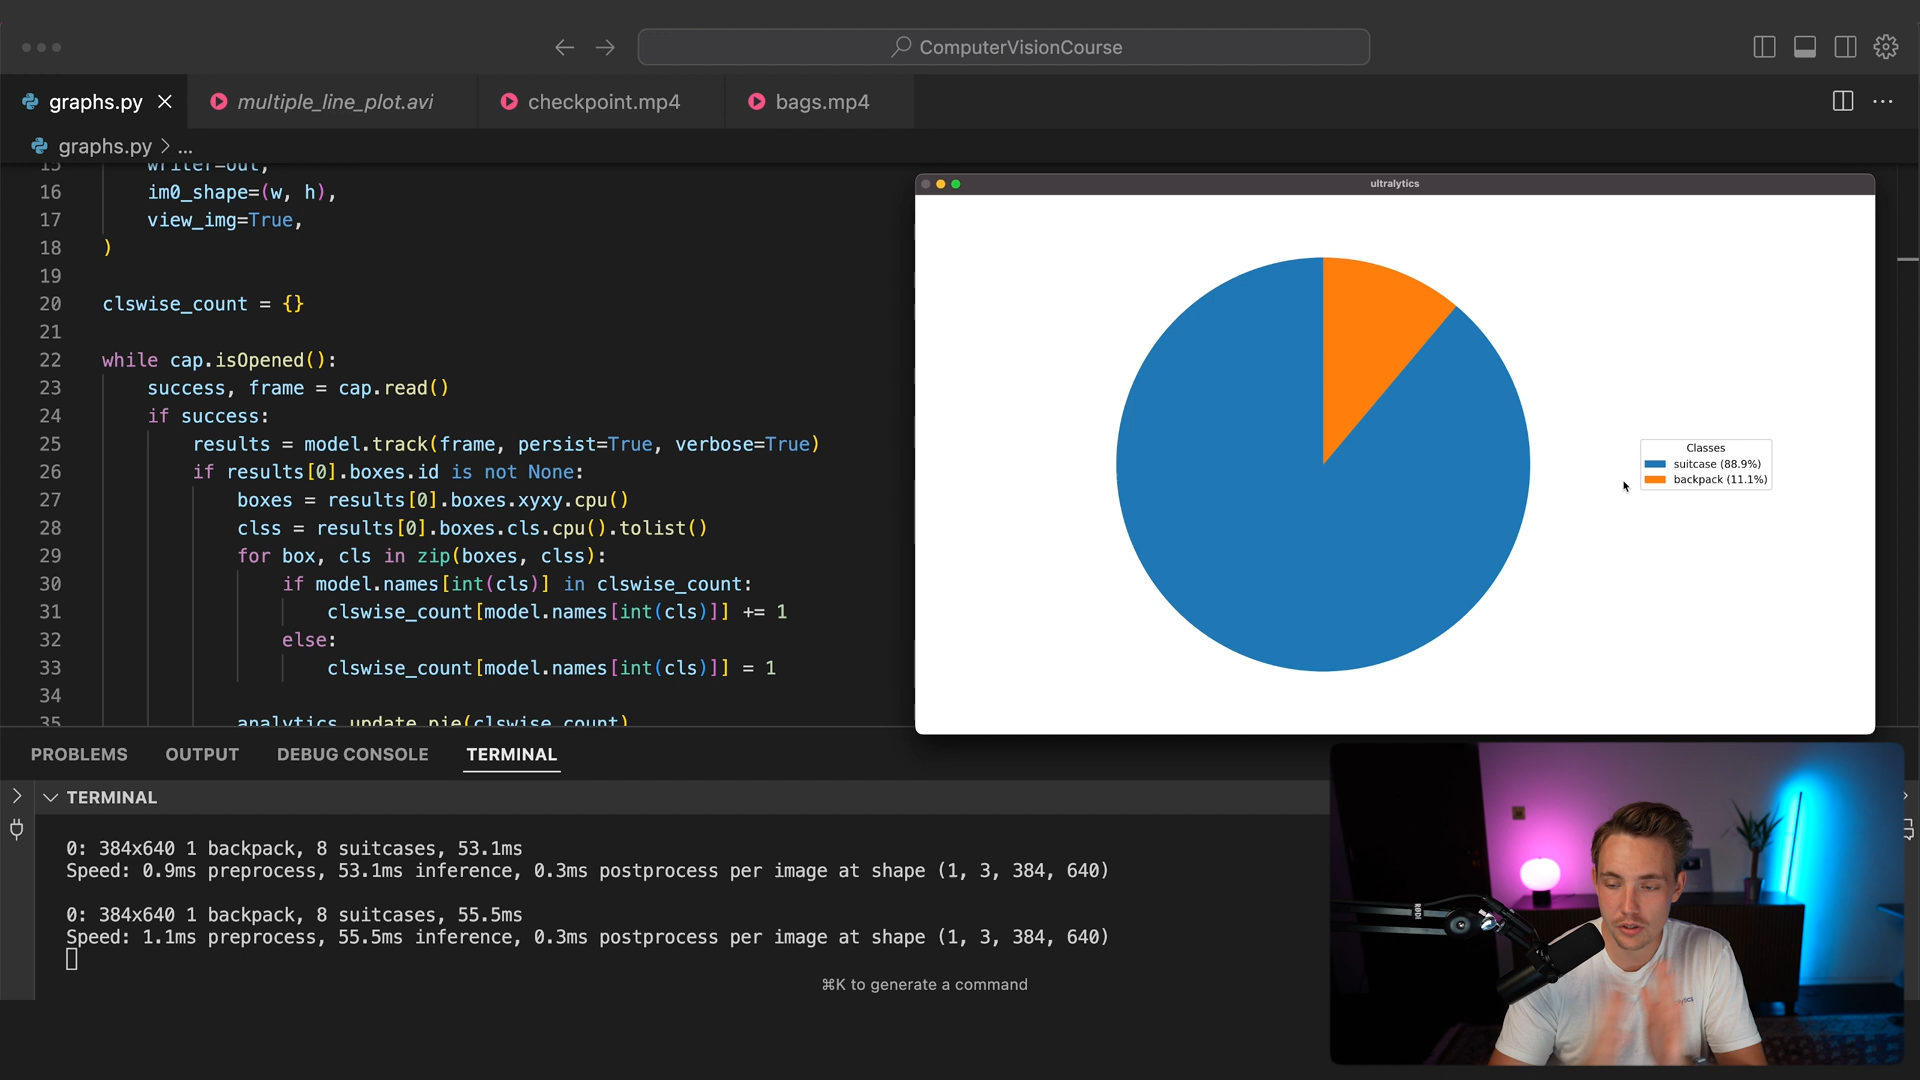 ComputerVisionCourse
graphs.py
multiple_line_plot.avi
checkpoint.mp4
bags.mp4
graphs.py > ...
15 writer=out,
16 im0_shape=(w, h),
17 view_img=True,
18 )
19
20 clswise_count = {}
21
22 while cap.isOpened():
23 success, frame = cap.read()
24 if success:
25 results = model.track(frame, persist=True, verbose=True)
26 if results[0].boxes.id is not None:
27 boxes = results[0].boxes.xyxy.cpu()
28 clss = results[0].boxes.cls.cpu().tolist()
29 for box, cls in zip(boxes, clss):
30 if model.names[int(cls)] in clswise_count:
31 clswise_count[model.names[int(cls)]] += 1
32 else:
33 clswise_count[model.names[int(cls)]] = 1
34
35 analytics.update_pie(clswise_count)
ultralytics
Classes
suitcase (88.9%)
backpack (11.1%)
PROBLEMS OUTPUT DEBUG CONSOLE TERMINAL
TERMINAL
0: 384x640 1 backpack, 8 suitcases, 53.1ms
Speed: 0.9ms preprocess, 53.1ms inference, 0.3ms postprocess per image at shape (1, 3, 384, 640)
0: 384x640 1 backpack, 8 suitcases, 55.5ms
Speed: 1.1ms preprocess, 55.5ms inference, 0.3ms postprocess per image at shape (1, 3, 384, 640)
⌘K to generate a command
RØDE